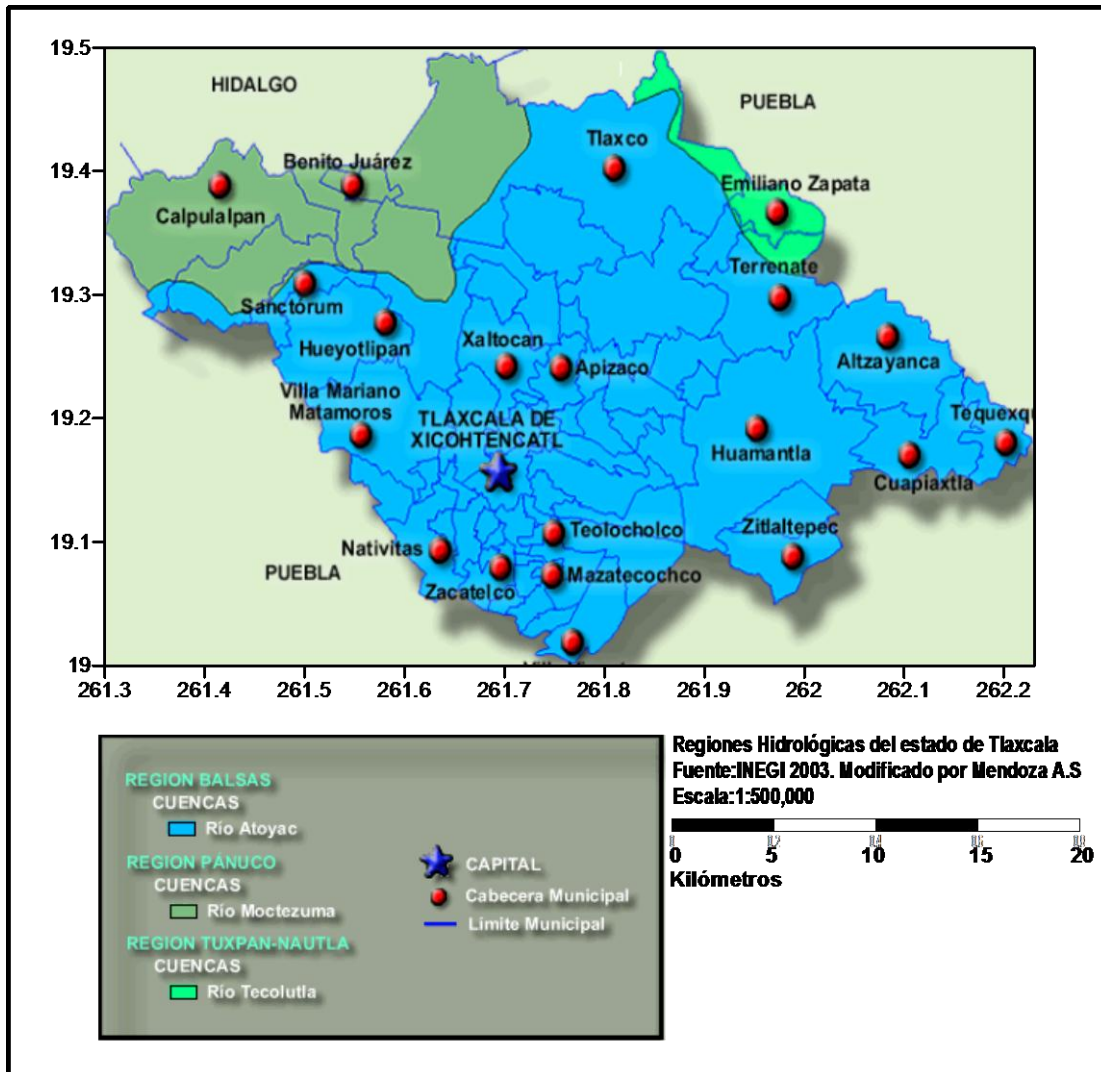 19.5
19.4
19.3
19.2
19.1
19
HIDALGO
PUEBLA
Tlaxco
Benito Juárez
Emiliano Zapata
Calpulalpan
Terrenate
Sanctorum
Hueyotlipan
Xaltocan
Apizaco
Altzayanca
Villa Mariano
Matamoros
TLAXCALA DE
XICOHTENCATL
Tequexqu
Huamantla
Cuapiaxtla
Teolocholco
Zitlaltepec
Nativitas
PUEBLA
Mazatecochco
Zacatelco
261.3 261.4 261.5 261.6 261.7 261.8 261.9 262 262.1 262.2
REGION BALSAS
CUENCAS
Río Atoyac
REGION PÁNUCO
CUENCAS
Río Moctezuma
REGION TUXPAN-NAUTLA
CUENCAS
Río Tecolutla
CAPITAL
Cabecera Municipal
Límite Municipal
Regiones Hidrológicas del estado de Tlaxcala
Fuente:INEGI 2003. Modificado por Mendoza A.S
Escala:1:500,000
0 5 10 15 20
Kilómetros